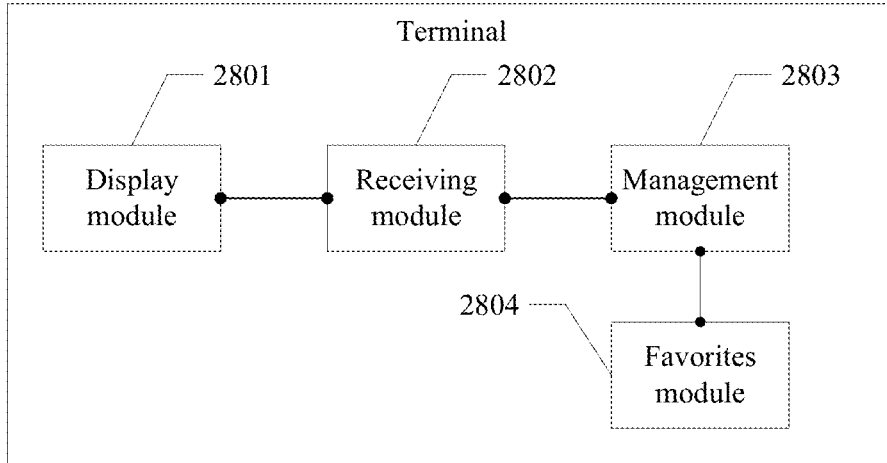 Terminal
2801
2802
2803
Display
module
Receiving
module
Management
module
2804
Favorites
module